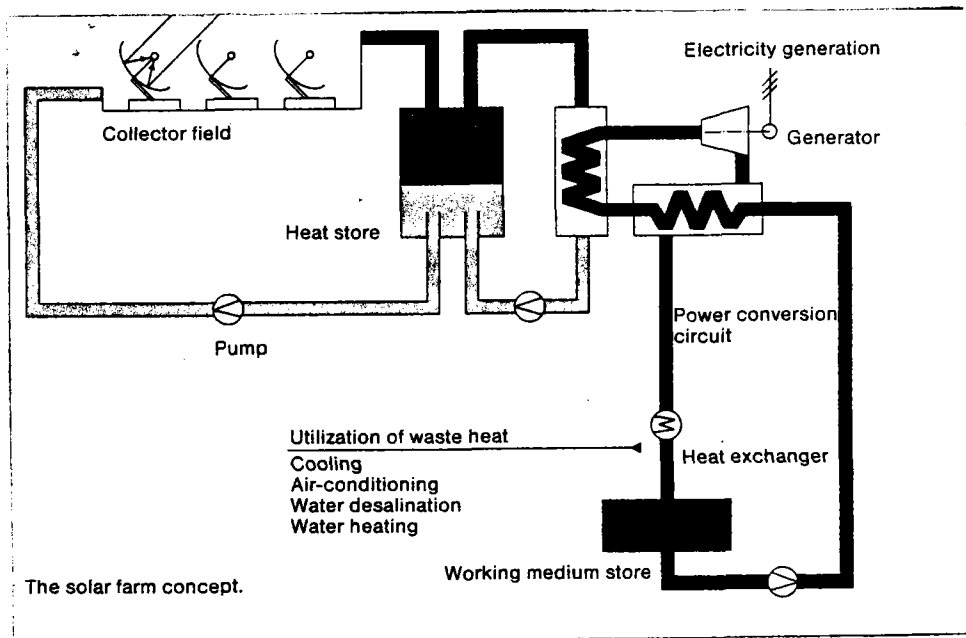 Electricity generation
Collector field
Generator
Heat store
Power conversion
circuit
Pump
Utilization of waste heat
Cooling
Air-conditioning
Water desalination
Water heating
Heat exchanger
Working medium store
The solar farm concept.